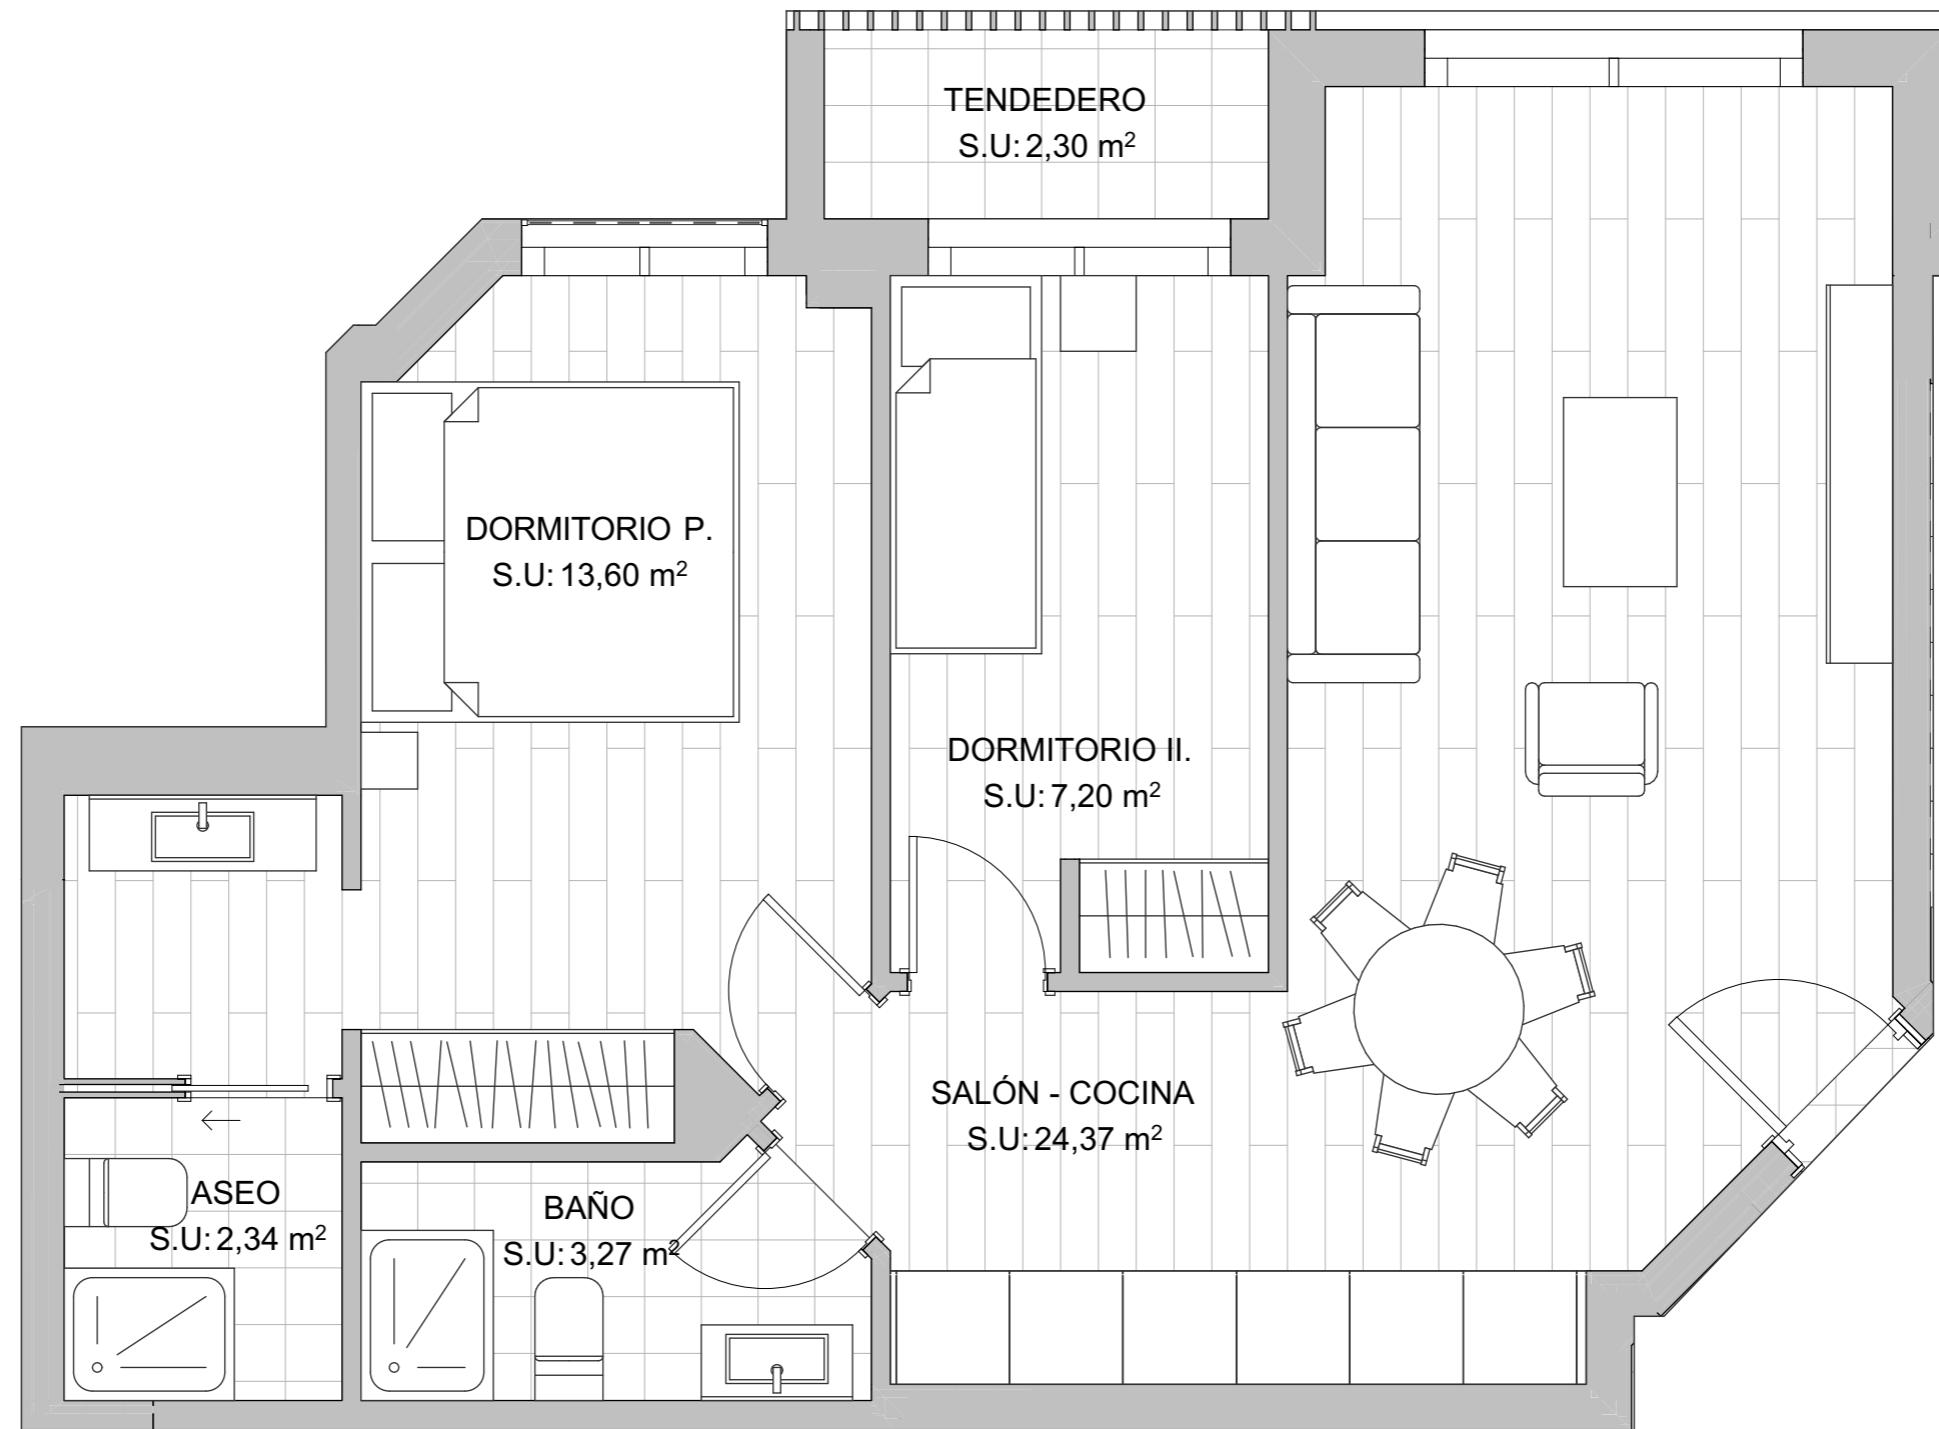 TENDEDERO
S.U: 2,30 m²
DORMITORIO P.
S.U: 13,60 m²
DORMITORIO II.
S.U: 7,20 m²
SALÓN - COCINA
S.U: 24,37 m²
ASEO
S.U: 2,34 m²
BAÑO
S.U: 3,27 m²